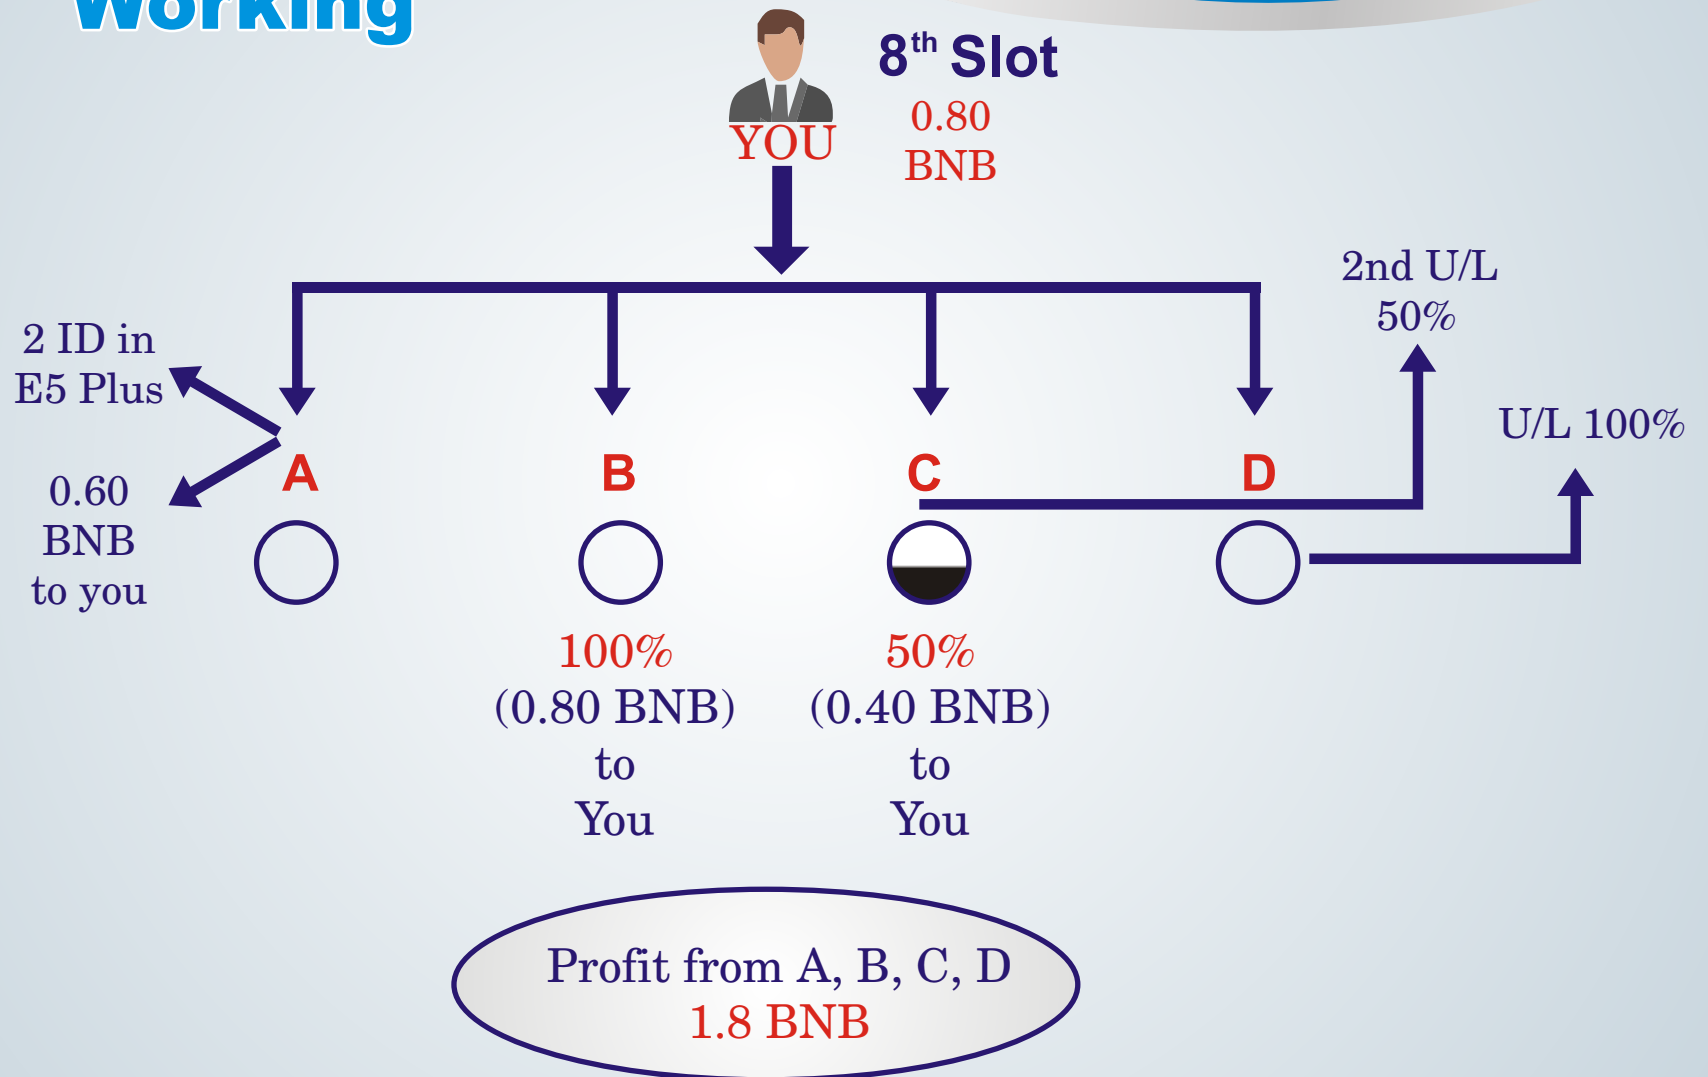 Working
8th Slot
0.80
BNB
YOU
2nd U/L
50%
2 ID in
E5 Plus
U/L 100%
A
B
C
D
0.60
BNB
to you
100%
(0.80 BNB)
to
You
50%
(0.40 BNB)
to
You
Profit from A, B, C, D
1.8 BNB